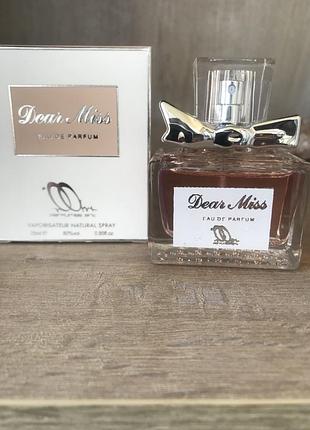 Dear Miss
EAU DE PARFUM
VAPORISATEUR NATURAL SPRAY
Dear Miss
EAU DE PARFUM